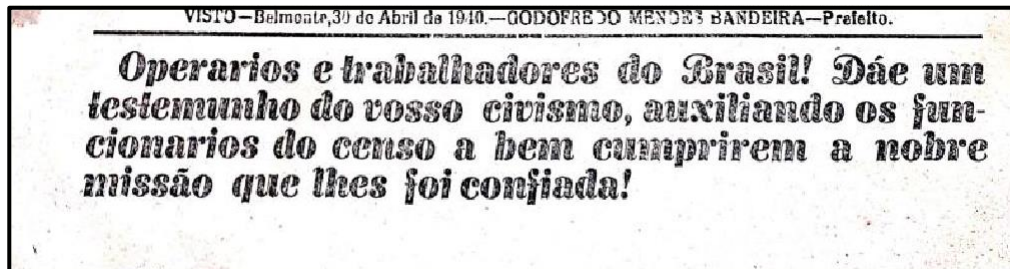 VISTO—Belmonte, 30 de Abril de 1940.—GODOFREDO MENDES BANDEIRA—Prefeito.
Operarios e trabalhadores do Brasil! Dáe um
testemunho do vosso civismo, auxiliando os fun-
cionarios do censo a bem cumprirem a nobre
missão que lhes foi confiada!